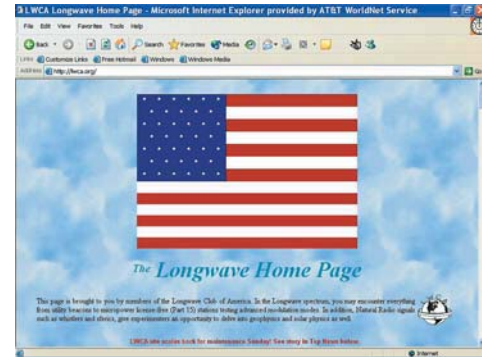 LWCA Longwave Home Page - Microsoft Internet Explorer provided by AT&T WorldNet Service
File Edit View Favorites Tools Help
Back Search Favorites Media
Links Customize Links Free Hotmail Windows Windows Media
Address http://lwca.org/ Go
The Longwave Home Page
This page is brought to you by members of the Longwave Club of America. In the Longwave spectrum, you may encounter everything
from utility beacons to micropower license-free (Part 15) stations testing advanced modulation modes. In addition, Natural Radio signals
such as whistlers and sferics, give experimenters an opportunity to delve into geophysics and solar physics as well.
LWCA site access back for maintenance Sunday! See story in Top News below.
Internet